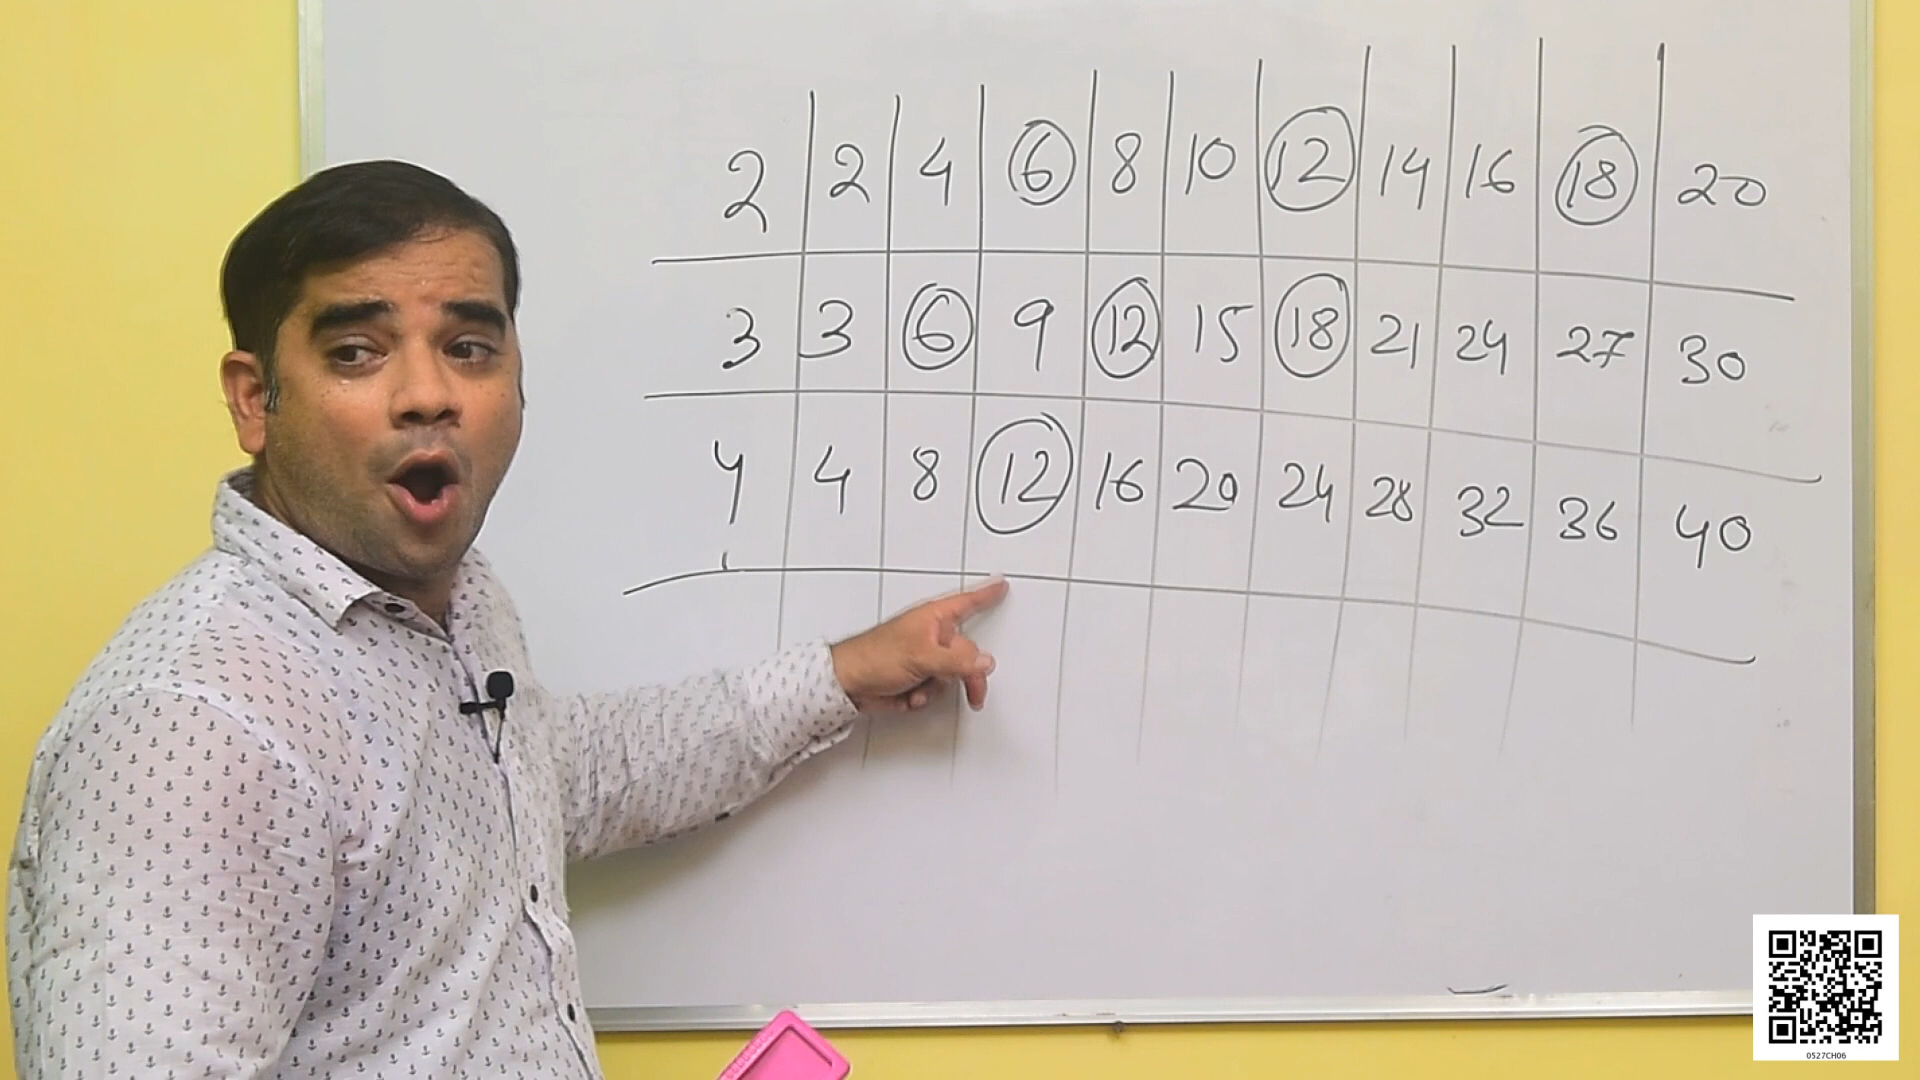 2 2 4 6 8 10 12 14 16 18 20
3 3 6 9 12 15 18 21 24 27 30
4 4 8 12 16 20 24 28 32 36 40
0527CH06